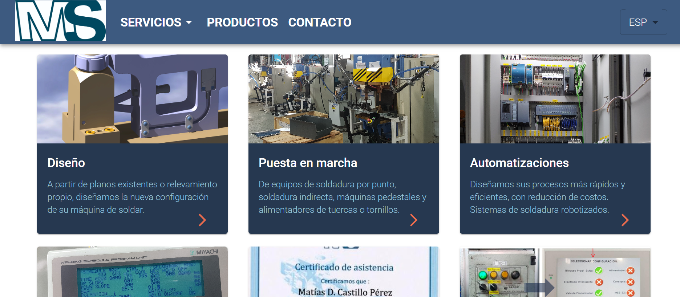 MS
SERVICIOS PRODUCTOS CONTACTO
ESP
Diseño
A partir de planos existentes o relevamiento
propio, diseñamos la nueva configuración
de su máquina de soldar.
Puesta en marcha
De equipos de soldadura por punto,
soldadura indirecta, máquinas pedestales y
alimentadores de tuercas o tornillos.
Automatizaciones
Diseñamos sus procesos más rápidos y
eficientes, con reducción de costos.
Sistemas de soldadura robotizados.
MIYACHI
Certificado de asistencia
Certificamos que :
Matías D. Castillo Pérez